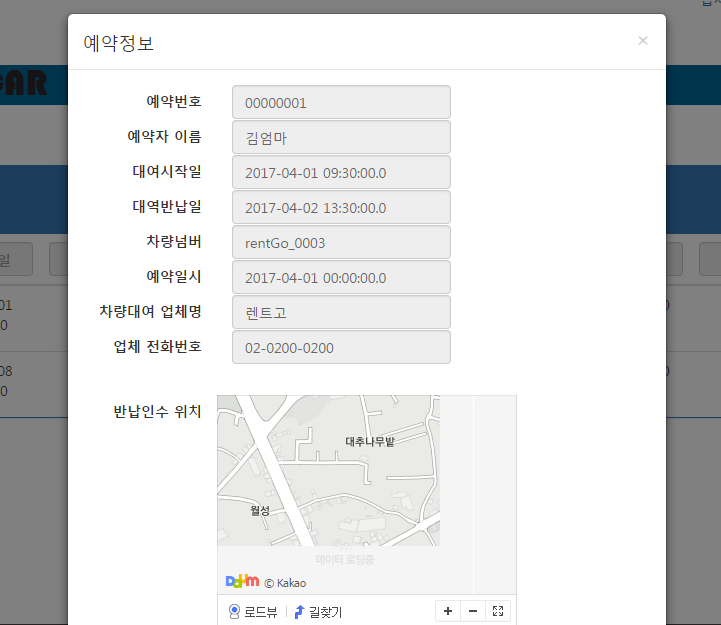 예약정보
×
CAR
예약번호 00000001
예약자 이름 김엄마
대여시작일 2017-04-01 09:30:00.0
대역반납일 2017-04-02 13:30:00.0
차량넘버 rentGo_0003
예약일시 2017-04-01 00:00:00.0
차량대여 업체명 렌트고
업체 전화번호 02-0200-0200
일
01
0
08
0
반납인수 위치
대추나무밭
월성
데이터 로딩중
Daum © Kakao
로드뷰 | 길찾기 + −